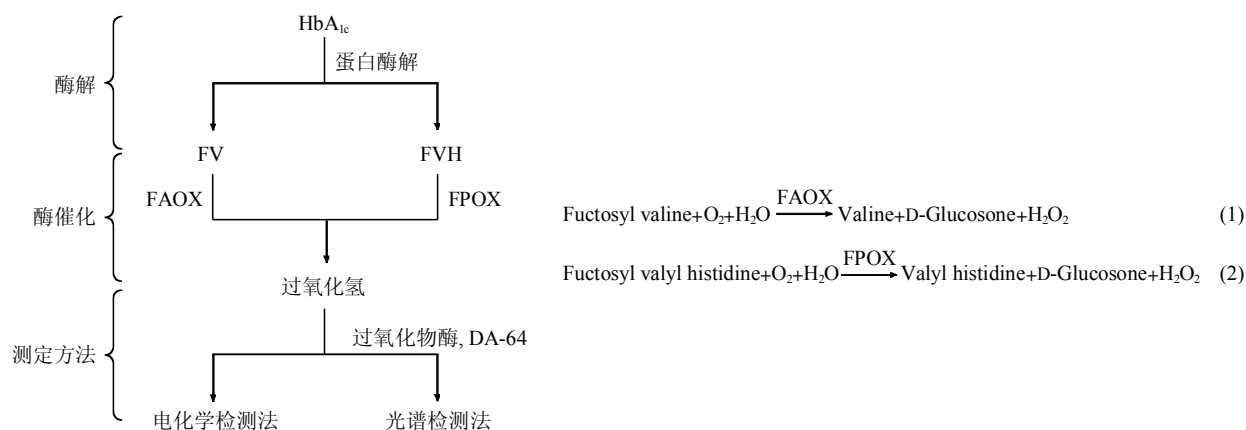 HbA1c
蛋白酶解
酶解
FV FVH
FAOX FPOX
酶催化
过氧化氢
过氧化物酶, DA-64
测定方法
电化学检测法 光谱检测法
FAOX
Fuctosyl valine+O2+H2O Valine+D-Glucosone+H2O2 (1)
FPOX
Fuctosyl valyl histidine+O2+H2O Valyl histidine+D-Glucosone+H2O2 (2)